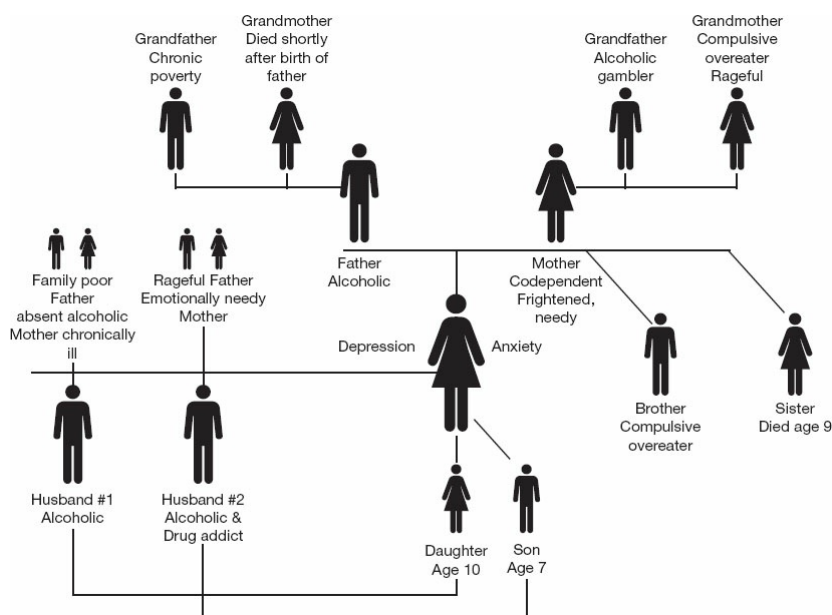 Grandfather
Chronic
poverty
Grandmother
Died shortly
after birth of
father
Grandfather
Alcoholic
gambler
Grandmother
Compulsive
overeater
Rageful
Father
Alcoholic
Mother
Codependent
Frightened,
needy
Family poor
Father
absent alcoholic
Mother chronically
ill
Rageful Father
Emotionally needy
Mother
Depression
Anxiety
Brother
Compulsive
overeater
Sister
Died age 9
Husband #1
Alcoholic
Husband #2
Alcoholic &
Drug addict
Daughter
Age 10
Son
Age 7